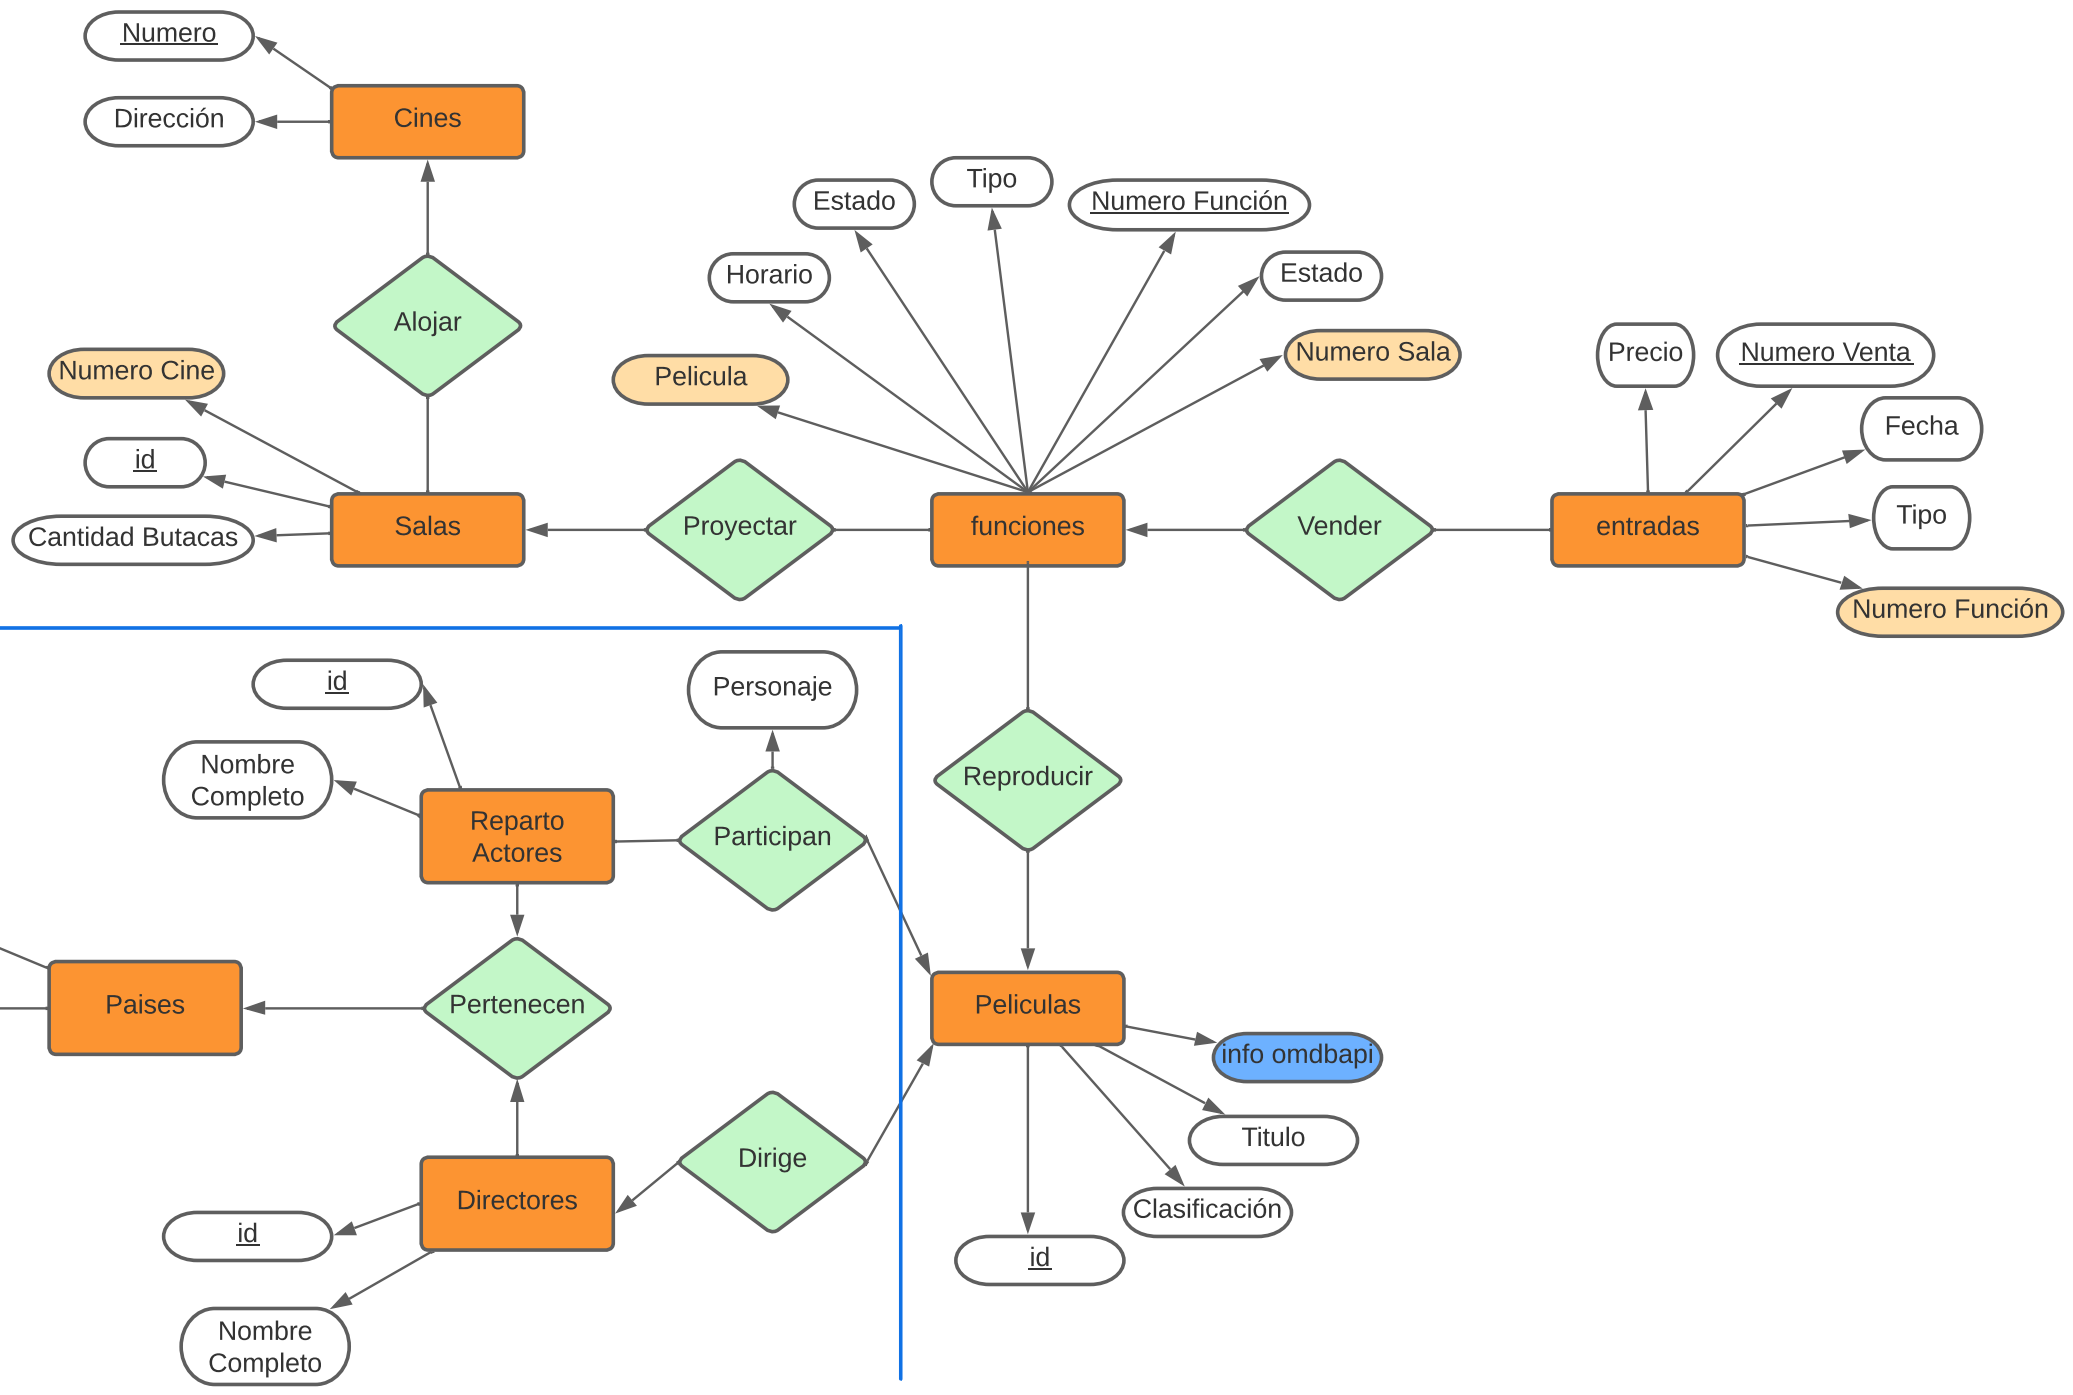 Numero
Dirección
Cines
Alojar
Numero Cine
id
Cantidad Butacas
Salas
Proyectar
Pelicula
Horario
Estado
Tipo
Numero Función
Estado
Numero Sala
funciones
Vender
Precio
Numero Venta
Fecha
Tipo
Numero Función
entradas
id
Nombre
Completo
Reparto
Actores
Personaje
Participan
Reproducir
Paises
Pertenecen
Peliculas
info omdbapi
Titulo
Clasificación
id
Dirige
Directores
id
Nombre
Completo